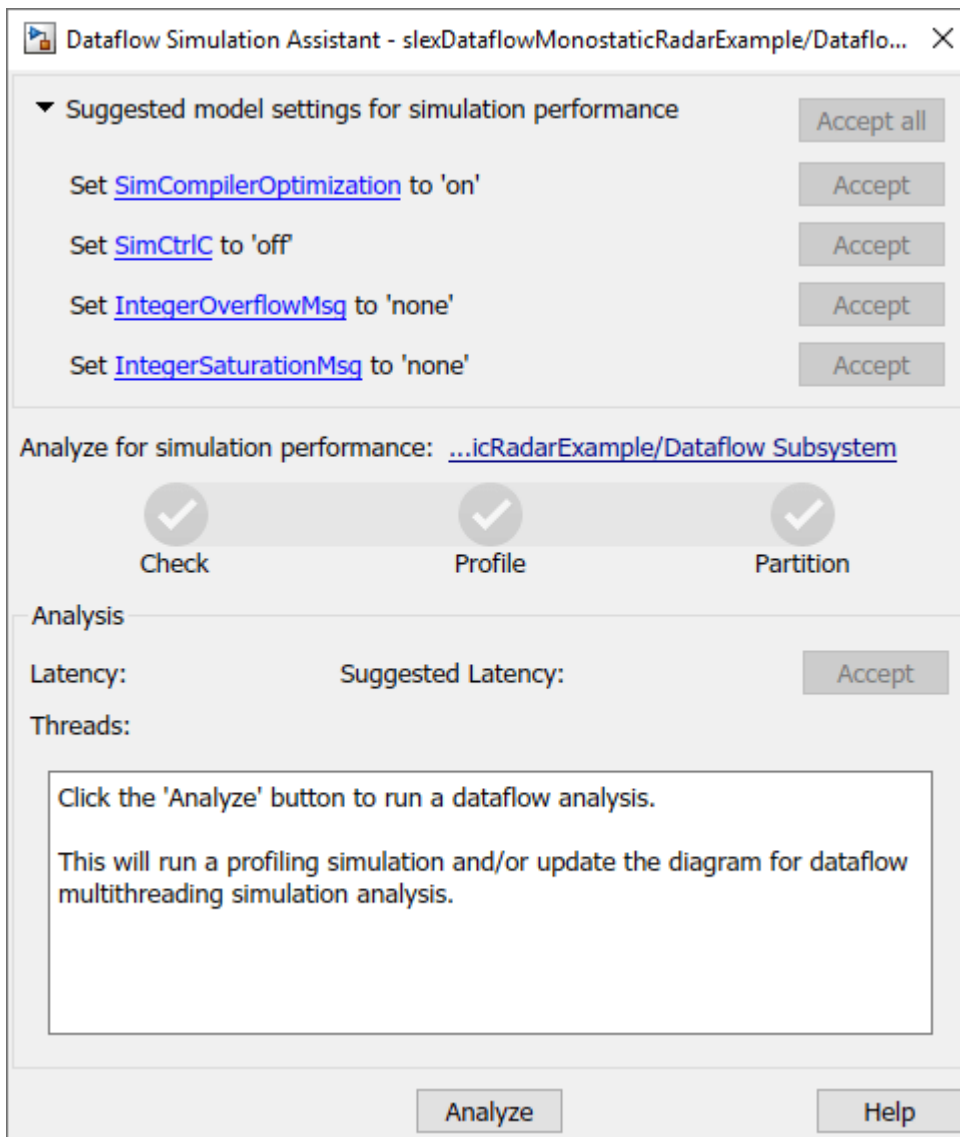 Dataflow Simulation Assistant - slexDataflowMonostaticRadarExample/Dataflo...
Suggested model settings for simulation performance
Accept all
Set SimCompilerOptimization to 'on'
Accept
Set SimCtrlC to 'off'
Accept
Set IntegerOverflowMsg to 'none'
Accept
Set IntegerSaturationMsg to 'none'
Accept
Analyze for simulation performance: ...icRadarExample/Dataflow Subsystem
Check Profile Partition
Analysis
Latency: Suggested Latency: Accept
Threads:
Click the 'Analyze' button to run a dataflow analysis.
This will run a profiling simulation and/or update the diagram for dataflow
multithreading simulation analysis.
Analyze Help